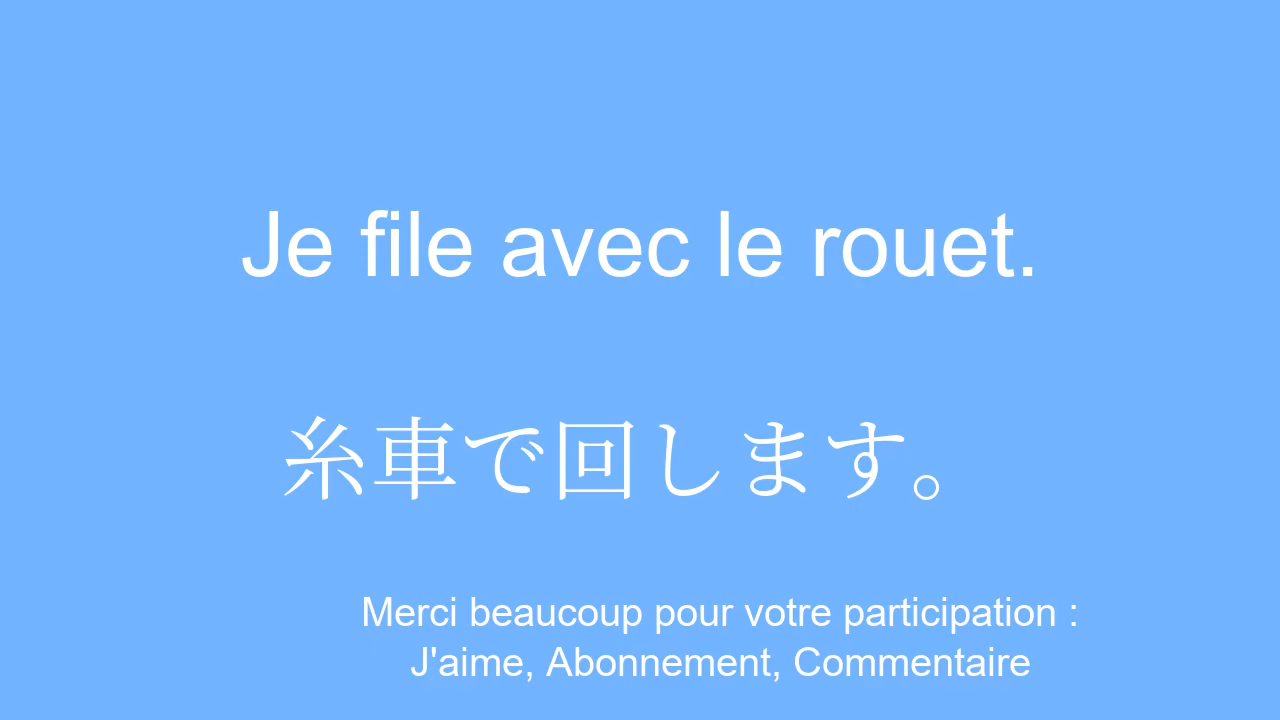 Je file avec le rouet.
糸車で回します。
Merci beaucoup pour votre participation :
J'aime, Abonnement, Commentaire